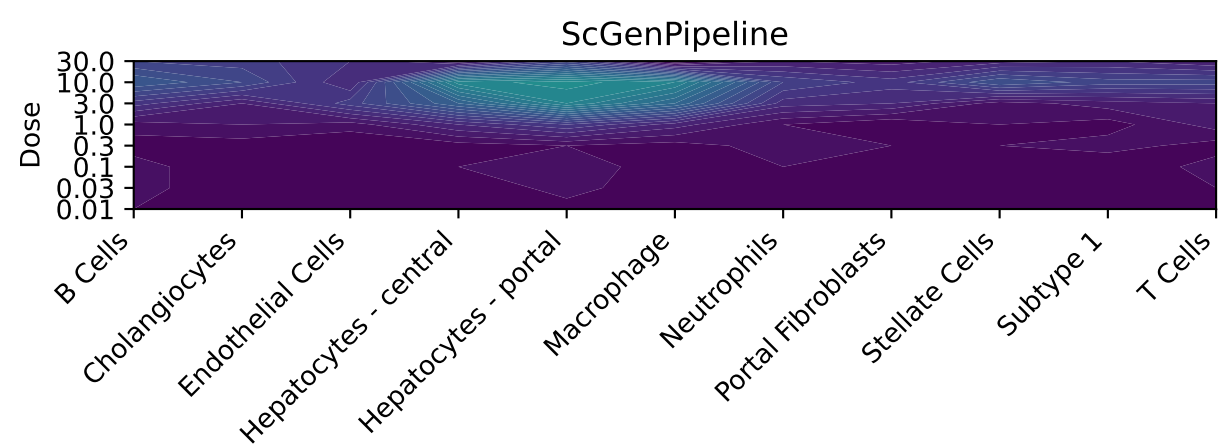 ScGenPipeline
Dose
30.0
10.0
3.0
1.0
0.3
0.1
0.03
0.01
B Cells
Cholangiocytes
Endothelial Cells
Hepatocytes - central
Hepatocytes - portal
Macrophage
Neutrophils
Portal Fibroblasts
Stellate Cells
Subtype 1
T Cells